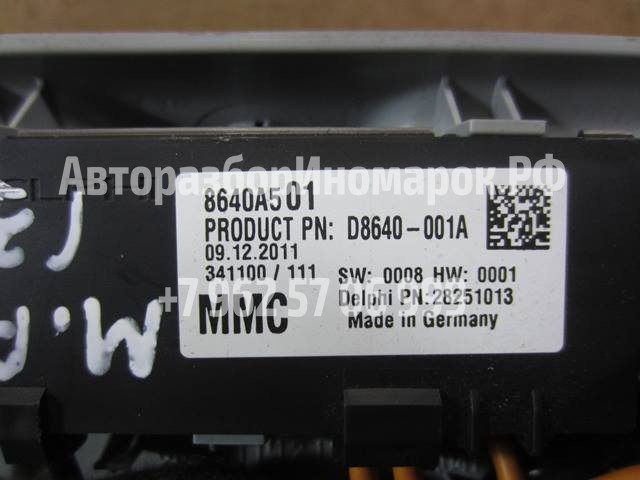 АвторазборИномарок.РФ
8640A501
PRODUCT PN: D8640-001A
09.12.2011
341100 / 111 SW: 0008 HW: 0001
MMC Delphi PN:28251013
Made in Germany